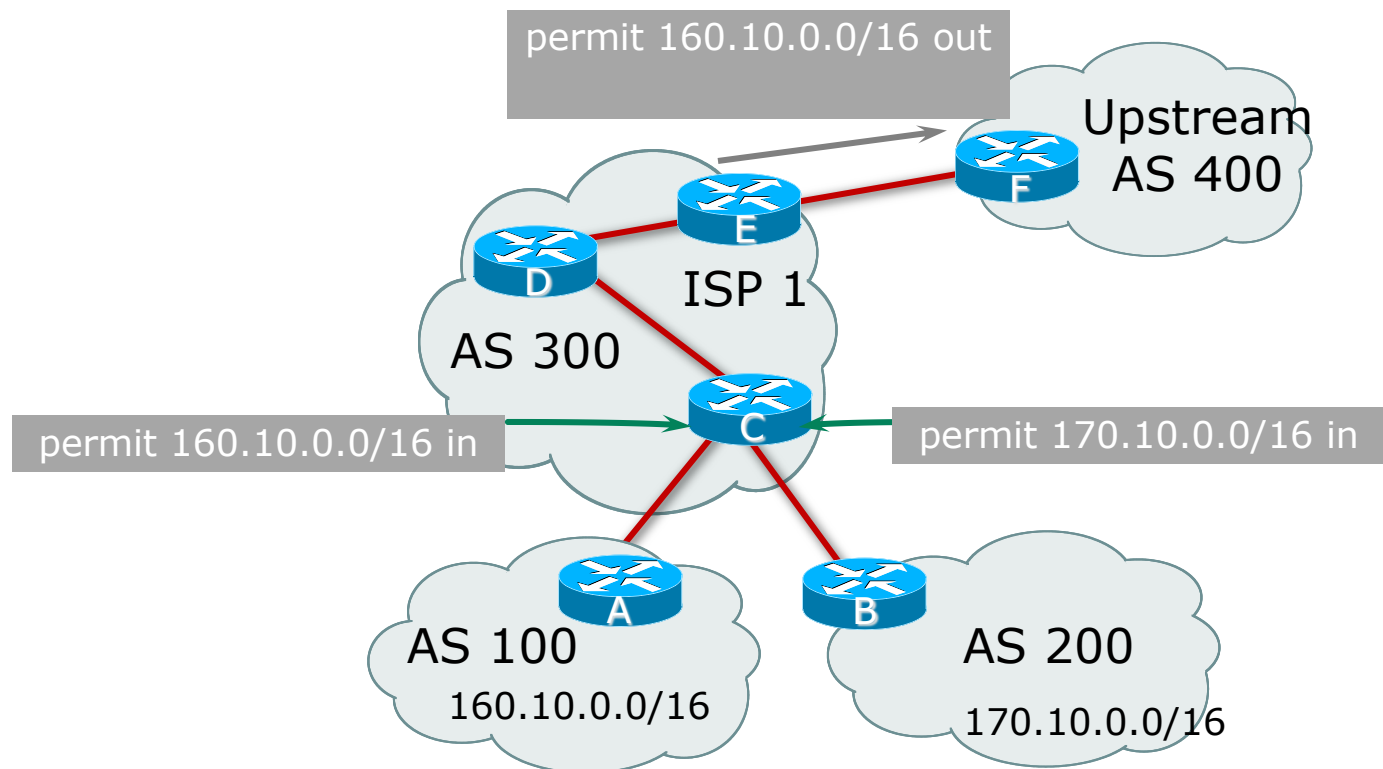 permit 160.10.0.0/16 out
Upstream
AS 400
F
E
D
ISP 1
AS 300
C
permit 160.10.0.0/16 in
permit 170.10.0.0/16 in
A
B
AS 100
AS 200
160.10.0.0/16
170.10.0.0/16